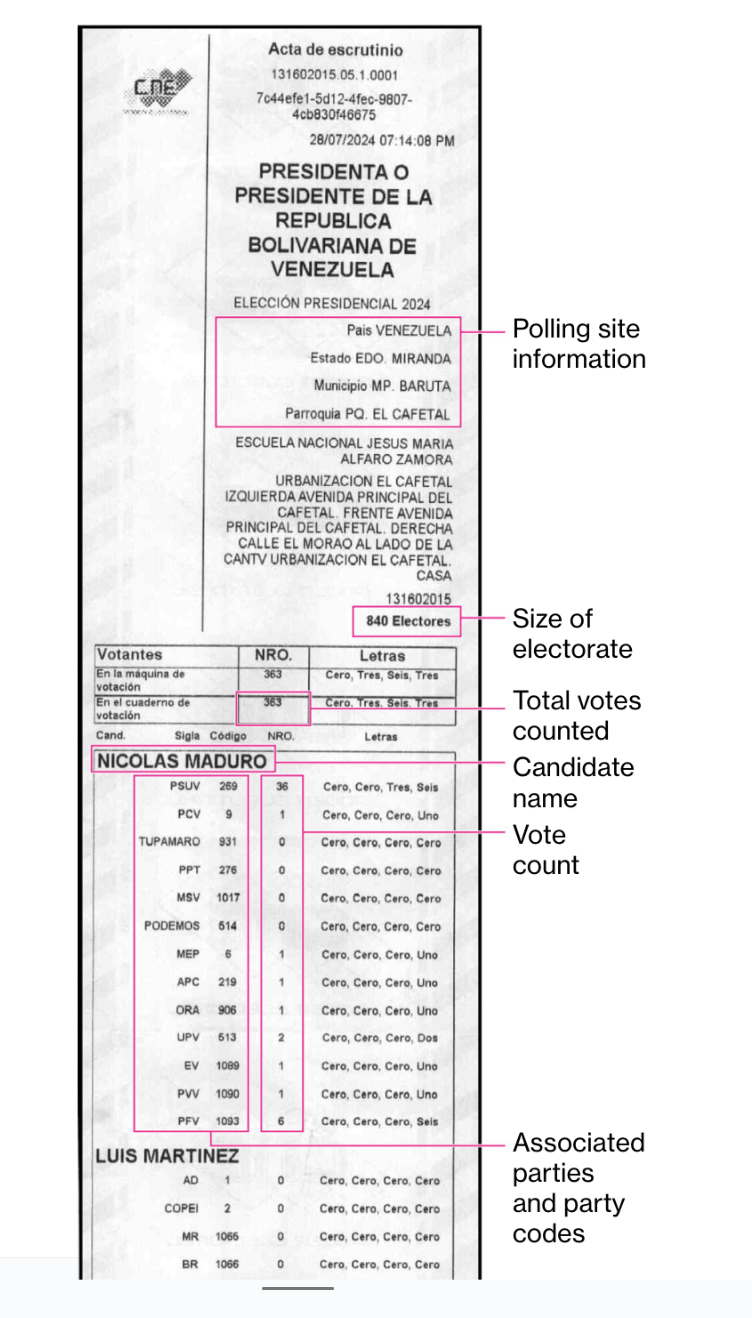 Acta de escrutinio
131602015.05.1.0001
7c44efe1-5d12-4fec-9807-
4cb830f46675
CNE
28/07/2024 07:14:08 PM
PRESIDENTA O
PRESIDENTE DE LA
REPUBLICA
BOLIVARIANA DE
VENEZUELA
ELECCIÓN PRESIDENCIAL 2024
País VENEZUELA
Estado EDO. MIRANDA
Municipio MP. BARUTA
Parroquia PQ. EL CAFETAL
Polling site
information
ESCUELA NACIONAL JESUS MARIA
ALFARO ZAMORA
URBANIZACION EL CAFETAL
IZQUIERDA AVENIDA PRINCIPAL DEL
CAFETAL. FRENTE AVENIDA
PRINCIPAL DEL CAFETAL. DERECHA
CALLE EL MORAO AL LADO DE LA
CANTV URBANIZACION EL CAFETAL.
CASA
131602015
840 Electores
Size of
electorate
Votantes NRO. Letras
En la máquina de
votación 363 Cero, Tres, Seis, Tres
En el cuaderno de
votación 363 Cero, Tres, Seis, Tres
Total votes
counted
Cand. Sigla Código NRO. Letras
NICOLAS MADURO
Candidate
name
PSUV 269 36 Cero, Cero, Tres, Seis
PCV 9 1 Cero, Cero, Cero, Uno
TUPAMARO 931 0 Cero, Cero, Cero, Cero
Vote
count
PPT 276 0 Cero, Cero, Cero, Cero
MSV 1017 0 Cero, Cero, Cero, Cero
PODEMOS 514 0 Cero, Cero, Cero, Cero
MEP 6 1 Cero, Cero, Cero, Uno
APC 219 1 Cero, Cero, Cero, Uno
ORA 906 1 Cero, Cero, Cero, Uno
UPV 513 2 Cero, Cero, Cero, Dos
EV 1089 1 Cero, Cero, Cero, Uno
PVV 1090 1 Cero, Cero, Cero, Uno
PFV 1093 6 Cero, Cero, Cero, Seis
Associated
parties
and party
codes
LUIS MARTINEZ
AD 1 0 Cero, Cero, Cero, Cero
COPEI 2 0 Cero, Cero, Cero, Cero
MR 1065 0 Cero, Cero, Cero, Cero
BR 1066 0 Cero, Cero, Cero, Cero